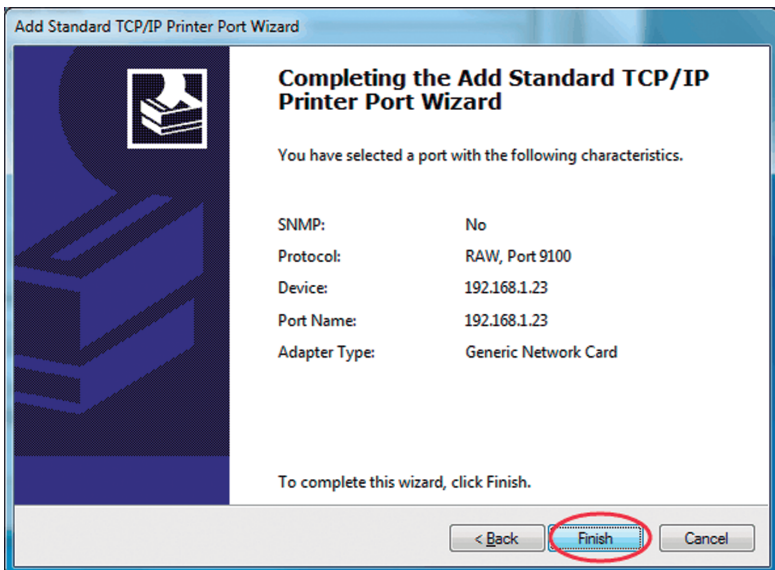 Add Standard TCP/IP Printer Port Wizard
Completing the Add Standard TCP/IP
Printer Port Wizard
You have selected a port with the following characteristics.
SNMP: No
Protocol: RAW, Port 9100
Device: 192.168.1.23
Port Name: 192.168.1.23
Adapter Type: Generic Network Card
To complete this wizard, click Finish.
< Back Finish Cancel